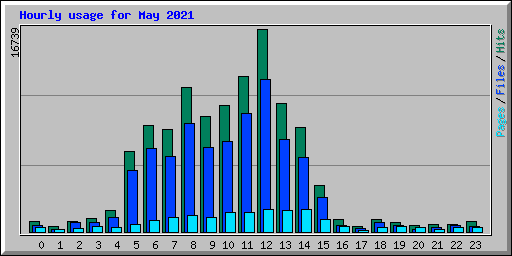 Hourly usage for May 2021
16739
Pages / Files / Hits
0 1 2 3 4 5 6 7 8 9 10 11 12 13 14 15 16 17 18 19 20 21 22 23